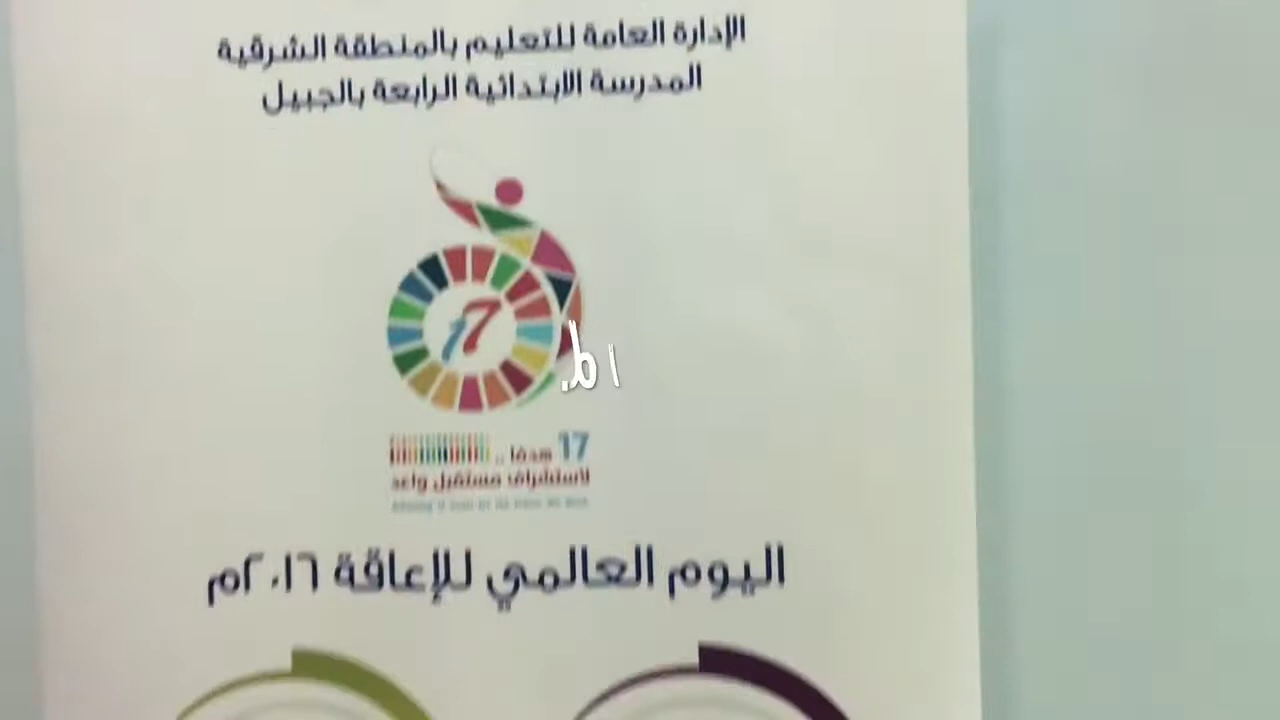 الإدارة العامة للتعليم بالمنطقة الشرقية
المدرسة الابتدائية الرابعة بالجبيل
17
17 هدفا ..
لاستشراف مستقبل واعد
اليوم العالمي للإعاقة ٢٠١٦م